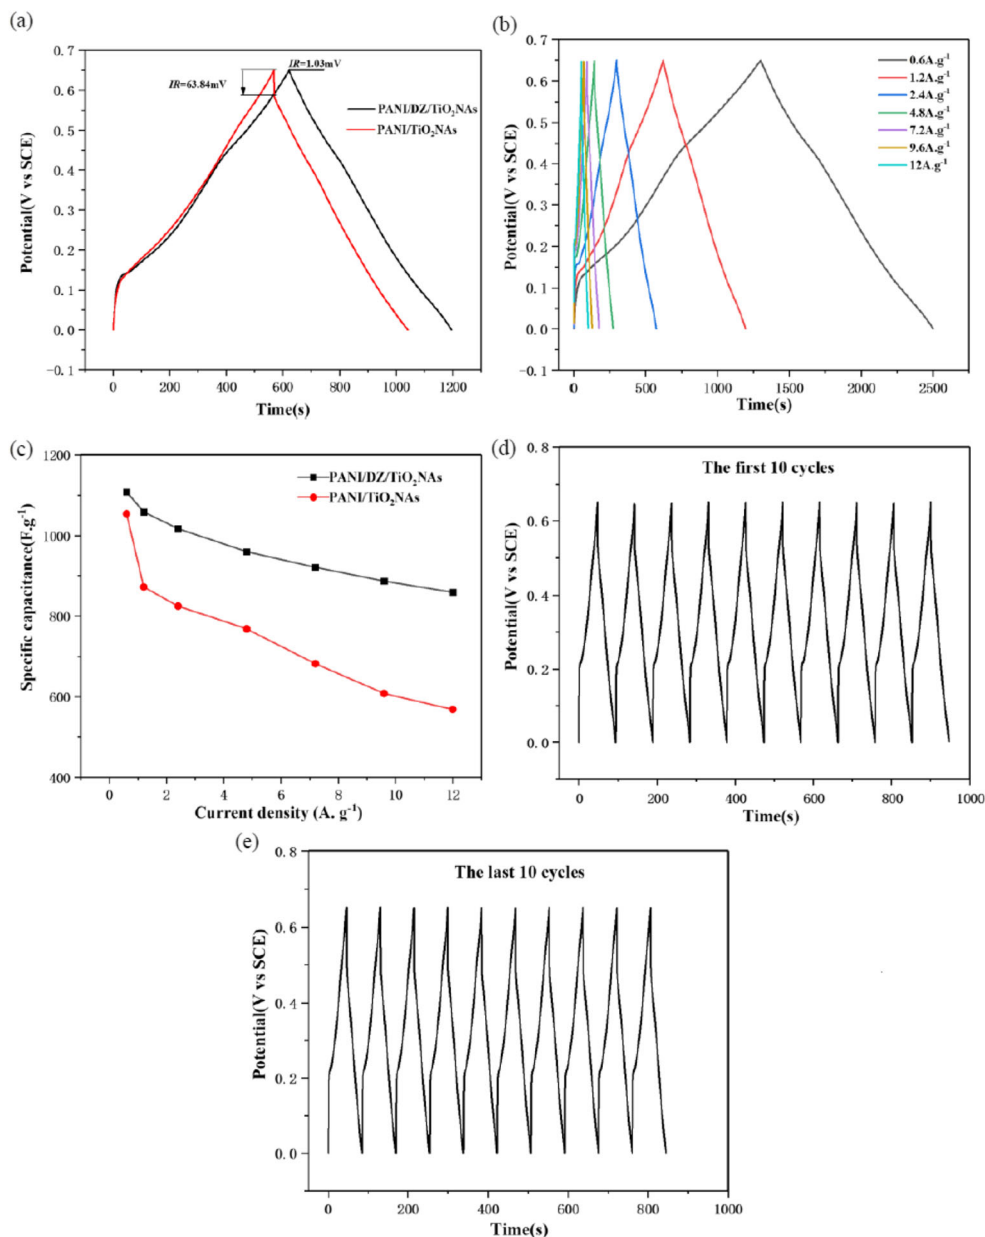 (a)
0.7
0.6
0.5
0.4
0.3
0.2
0.1
0.0
−0.1
Potential(V vs SCE)
IR=1.03mV
IR=63.84mV
PANI/DZ/TiO₂NAs
PANI/TiO₂NAs
0 200 400 600 800 1000 1200
Time(s)
(b)
0.7
0.6
0.5
0.4
0.3
0.2
0.1
0.0
−0.1
Potential(V vs SCE)
0.6A.g⁻¹
1.2A.g⁻¹
2.4A.g⁻¹
4.8A.g⁻¹
7.2A.g⁻¹
9.6A.g⁻¹
12A.g⁻¹
0 500 1000 1500 2000 2500
Time(s)
(c)
1200
1000
800
600
400
Specific capacitance(F.g⁻¹)
PANI/DZ/TiO₂NAs
PANI/TiO₂NAs
0 2 4 6 8 10 12
Current density (A. g⁻¹)
(d)
0.8
0.6
0.4
0.2
0.0
Potential(V vs SCE)
The first 10 cycles
0 200 400 600 800 1000
Time(s)
(e)
0.8
0.6
0.4
0.2
0.0
Potential(V vs SCE)
The last 10 cycles
0 200 400 600 800 1000
Time(s)